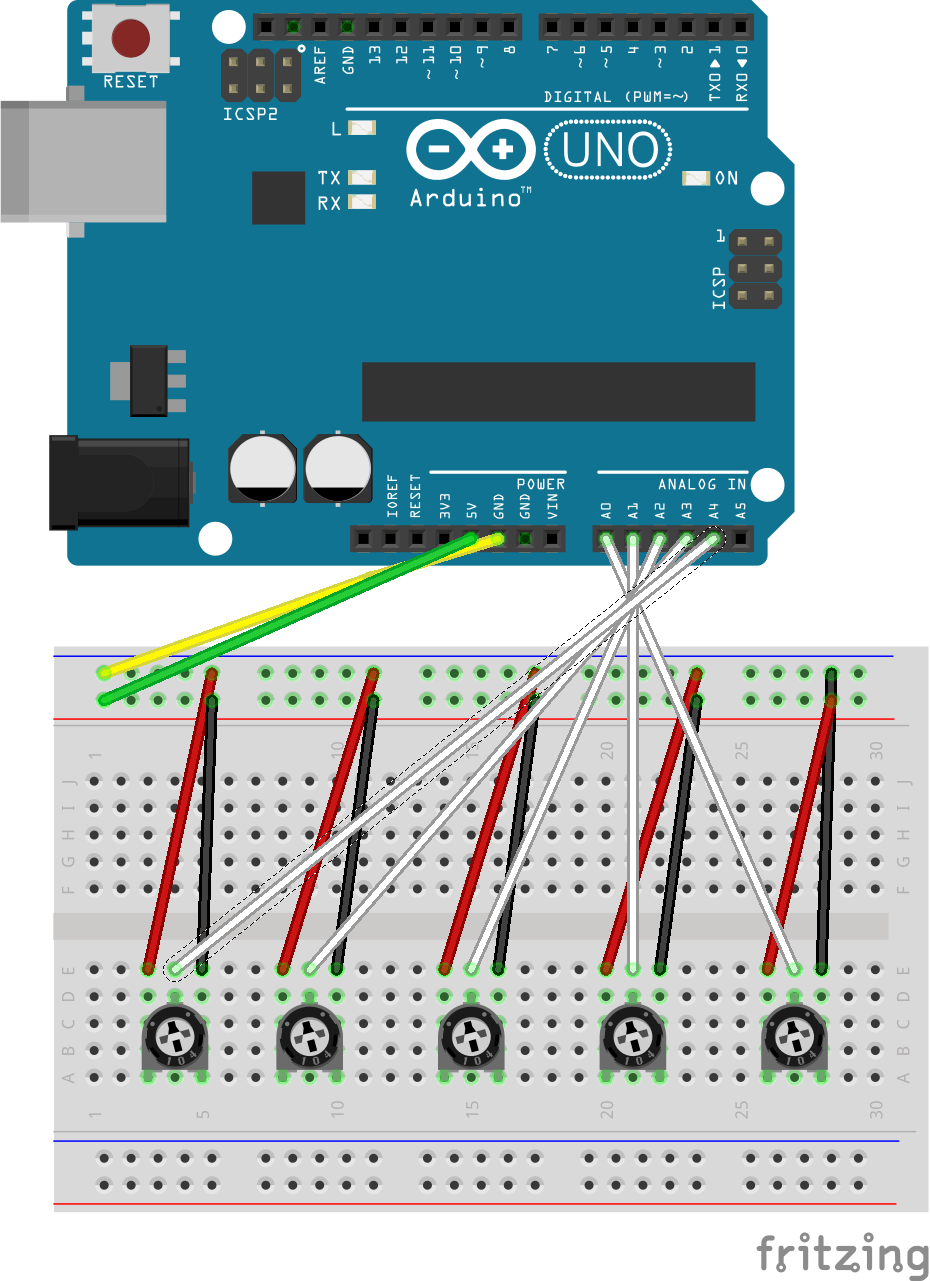 RESET
ICSP2
AREF
GND
13
12
~11
~10
~9
8
7
~6
~5
4
~3
2
TX0▶1
RX0◀0
DIGITAL (PWM=~)
L
TX
RX
Arduino™
UNO
ON
1
ICSP
IOREF
RESET
3V3
5V
GND
GND
VIN
POWER
ANALOG IN
A0
A1
A2
A3
A4
A5
1
10
15
20
25
30
J
I
H
G
F
J
I
H
G
F
E
D
C
B
A
E
D
C
B
A
104
104
104
104
104
1
5
10
15
20
25
30
fritzing